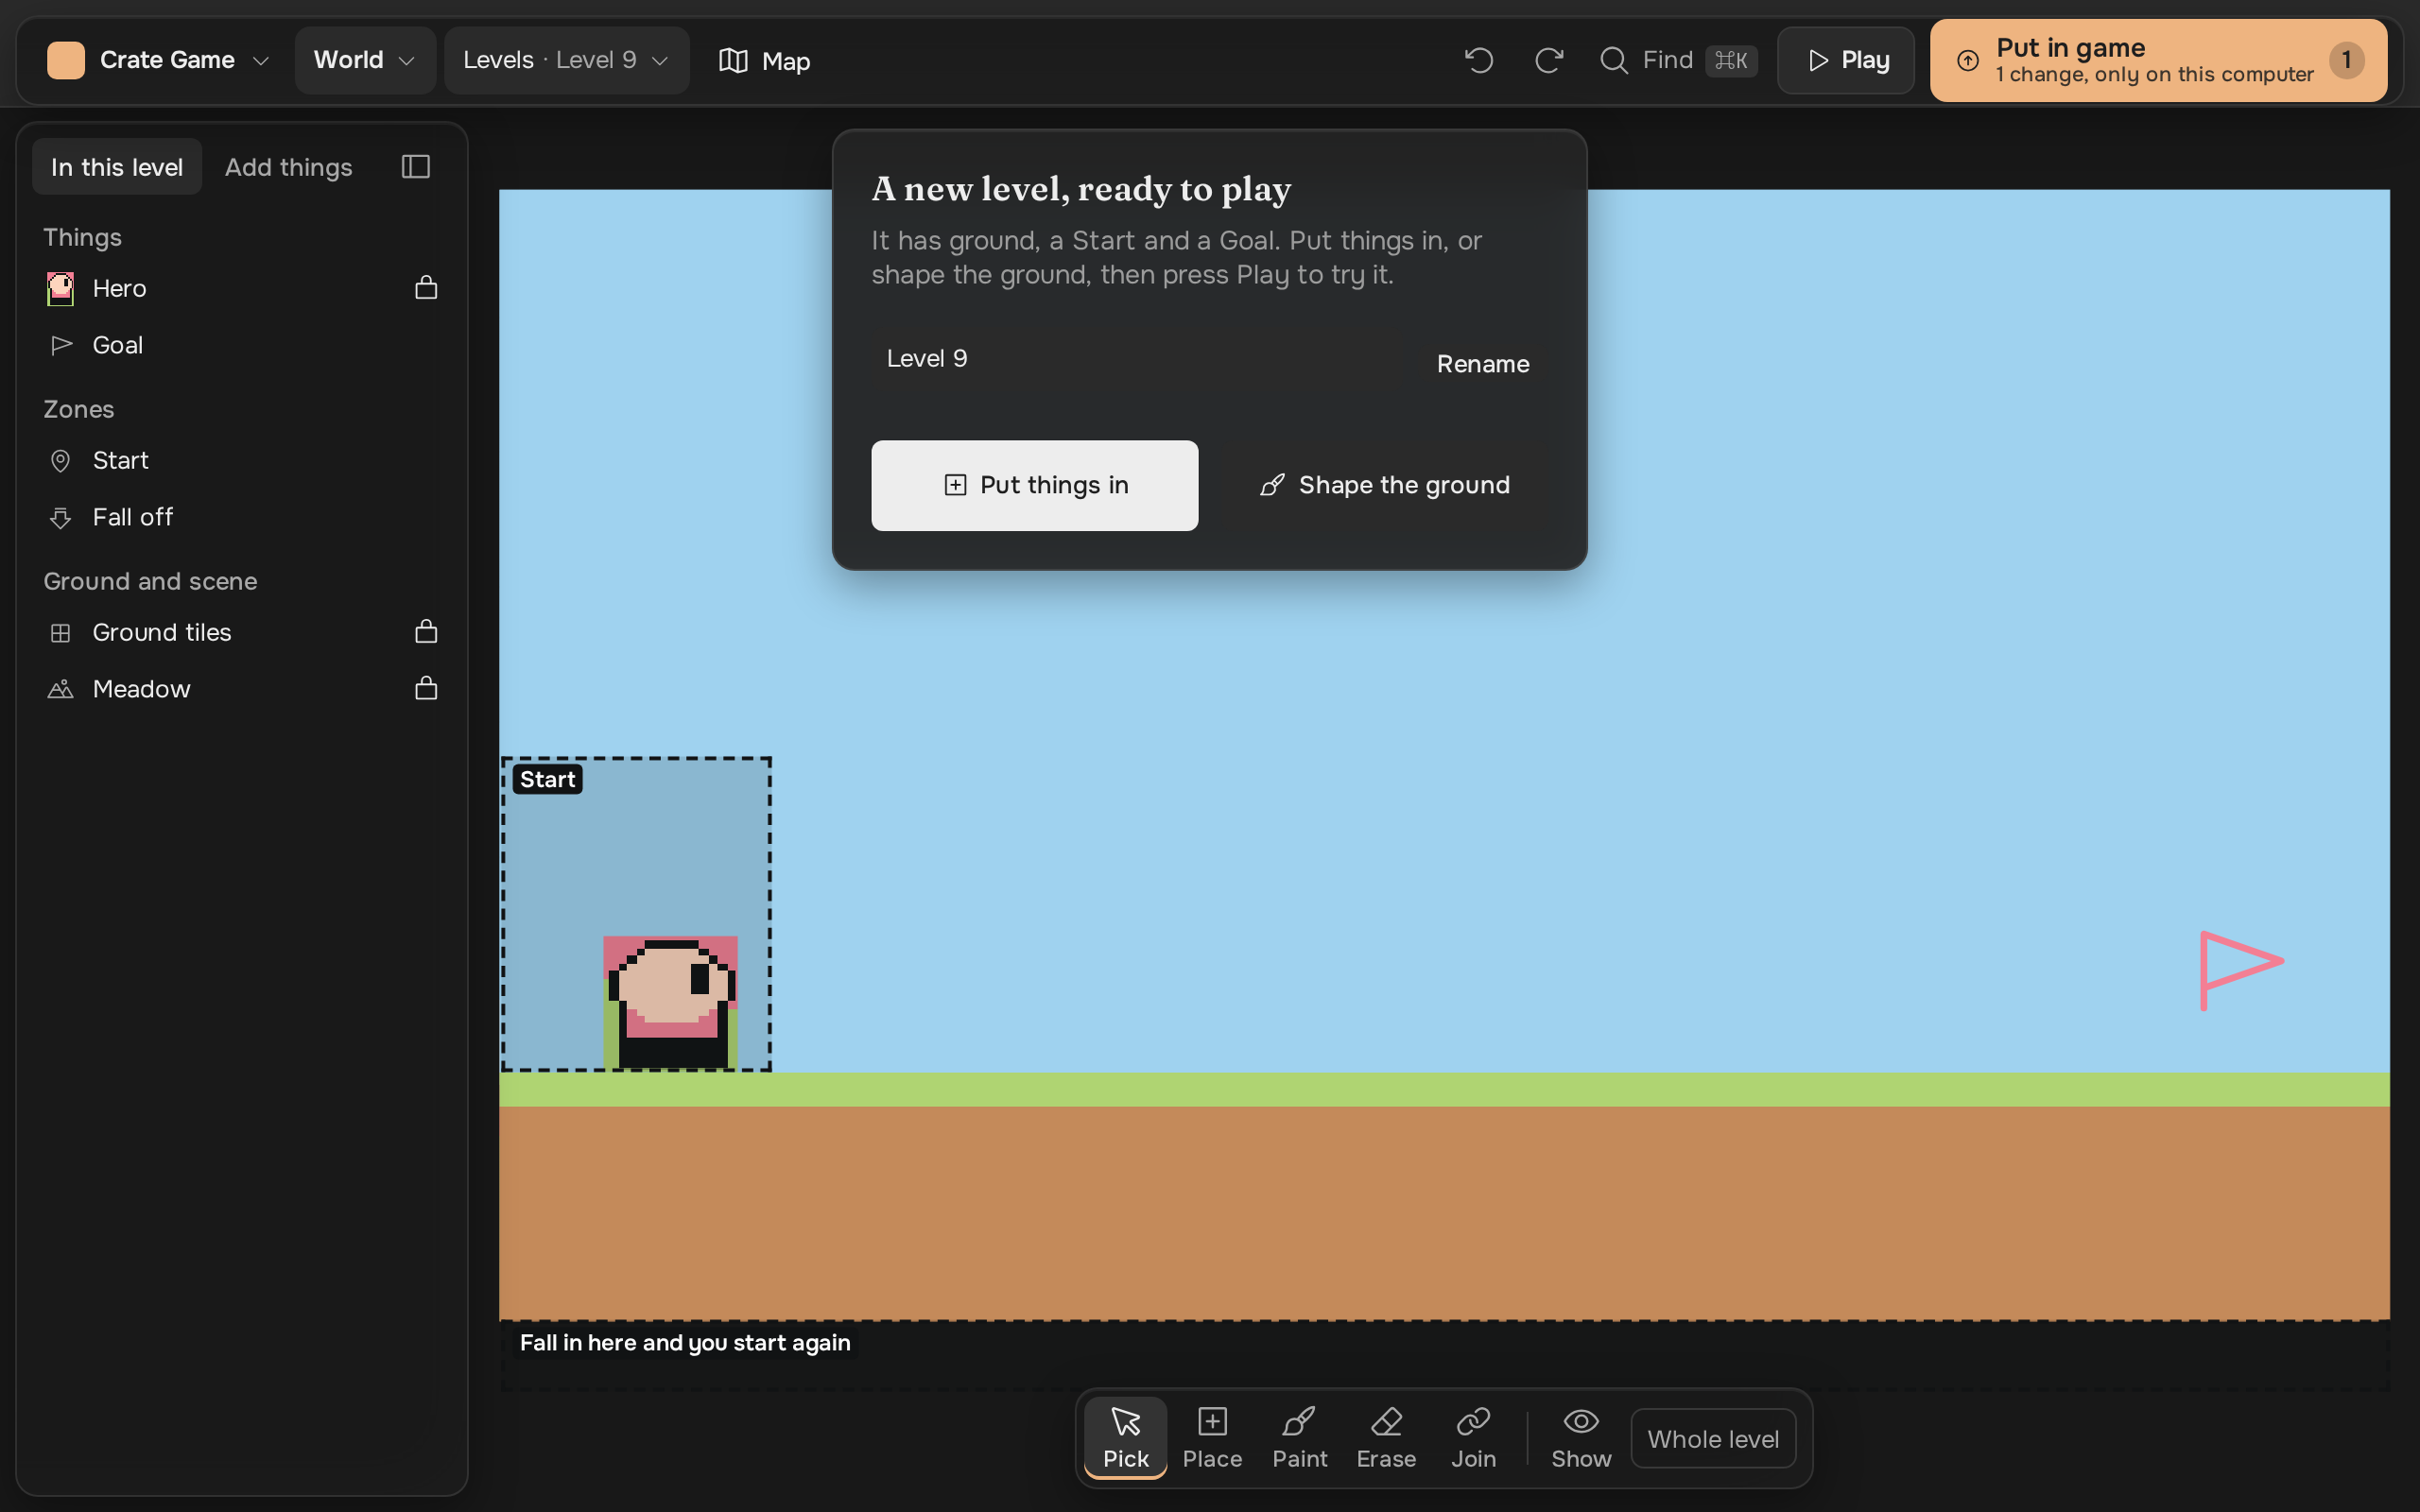 Crate Game
World
Levels · Level 9
Map
Find ⌘K
Play
Put in game
1 change, only on this computer
1
In this level
Add things
Things
Hero
Goal
Zones
Start
Fall off
Ground and scene
Ground tiles
Meadow
A new level, ready to play
It has ground, a Start and a Goal. Put things in, or
shape the ground, then press Play to try it.
Level 9
Rename
Put things in
Shape the ground
Start
Fall in here and you start again
Pick
Place
Paint
Erase
Join
Show
Whole level